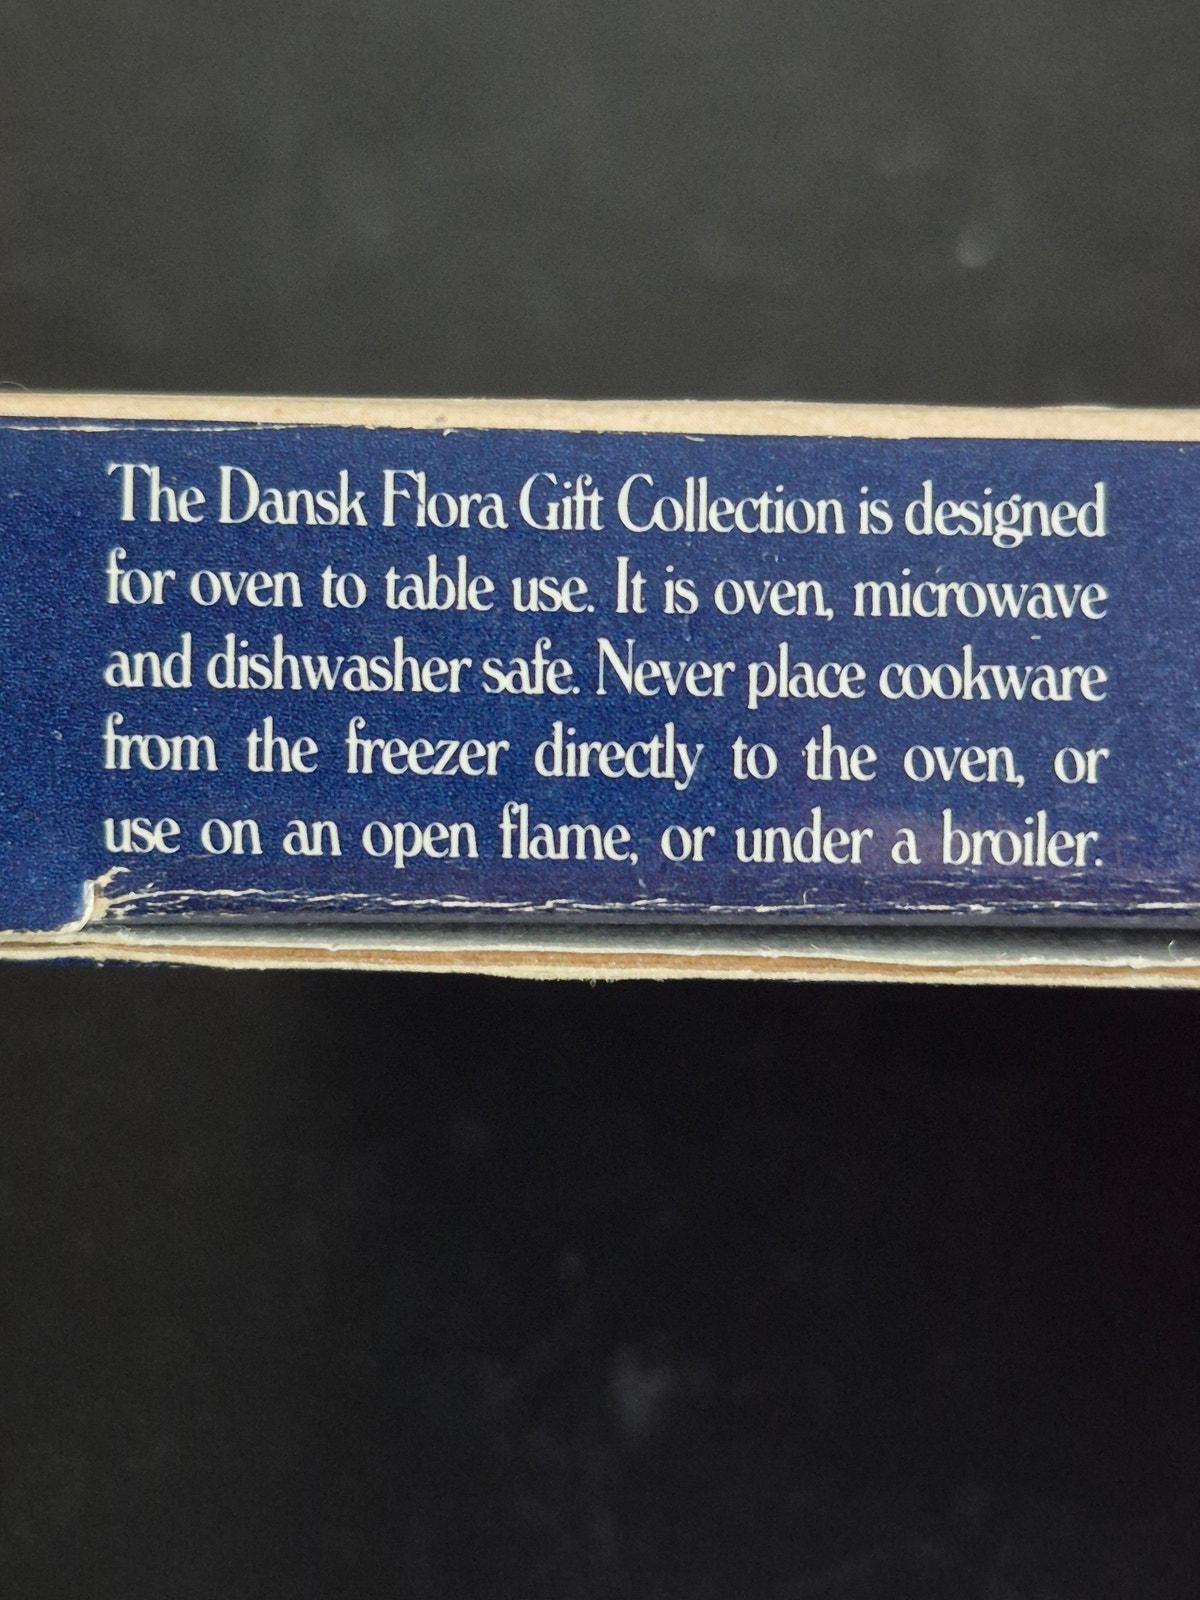 The Dansk Flora Gift Collection is designed
for oven to table use. It is oven, microwave
and dishwasher safe. Never place cookware
from the freezer directly to the oven, or
use on an open flame, or under a broiler.